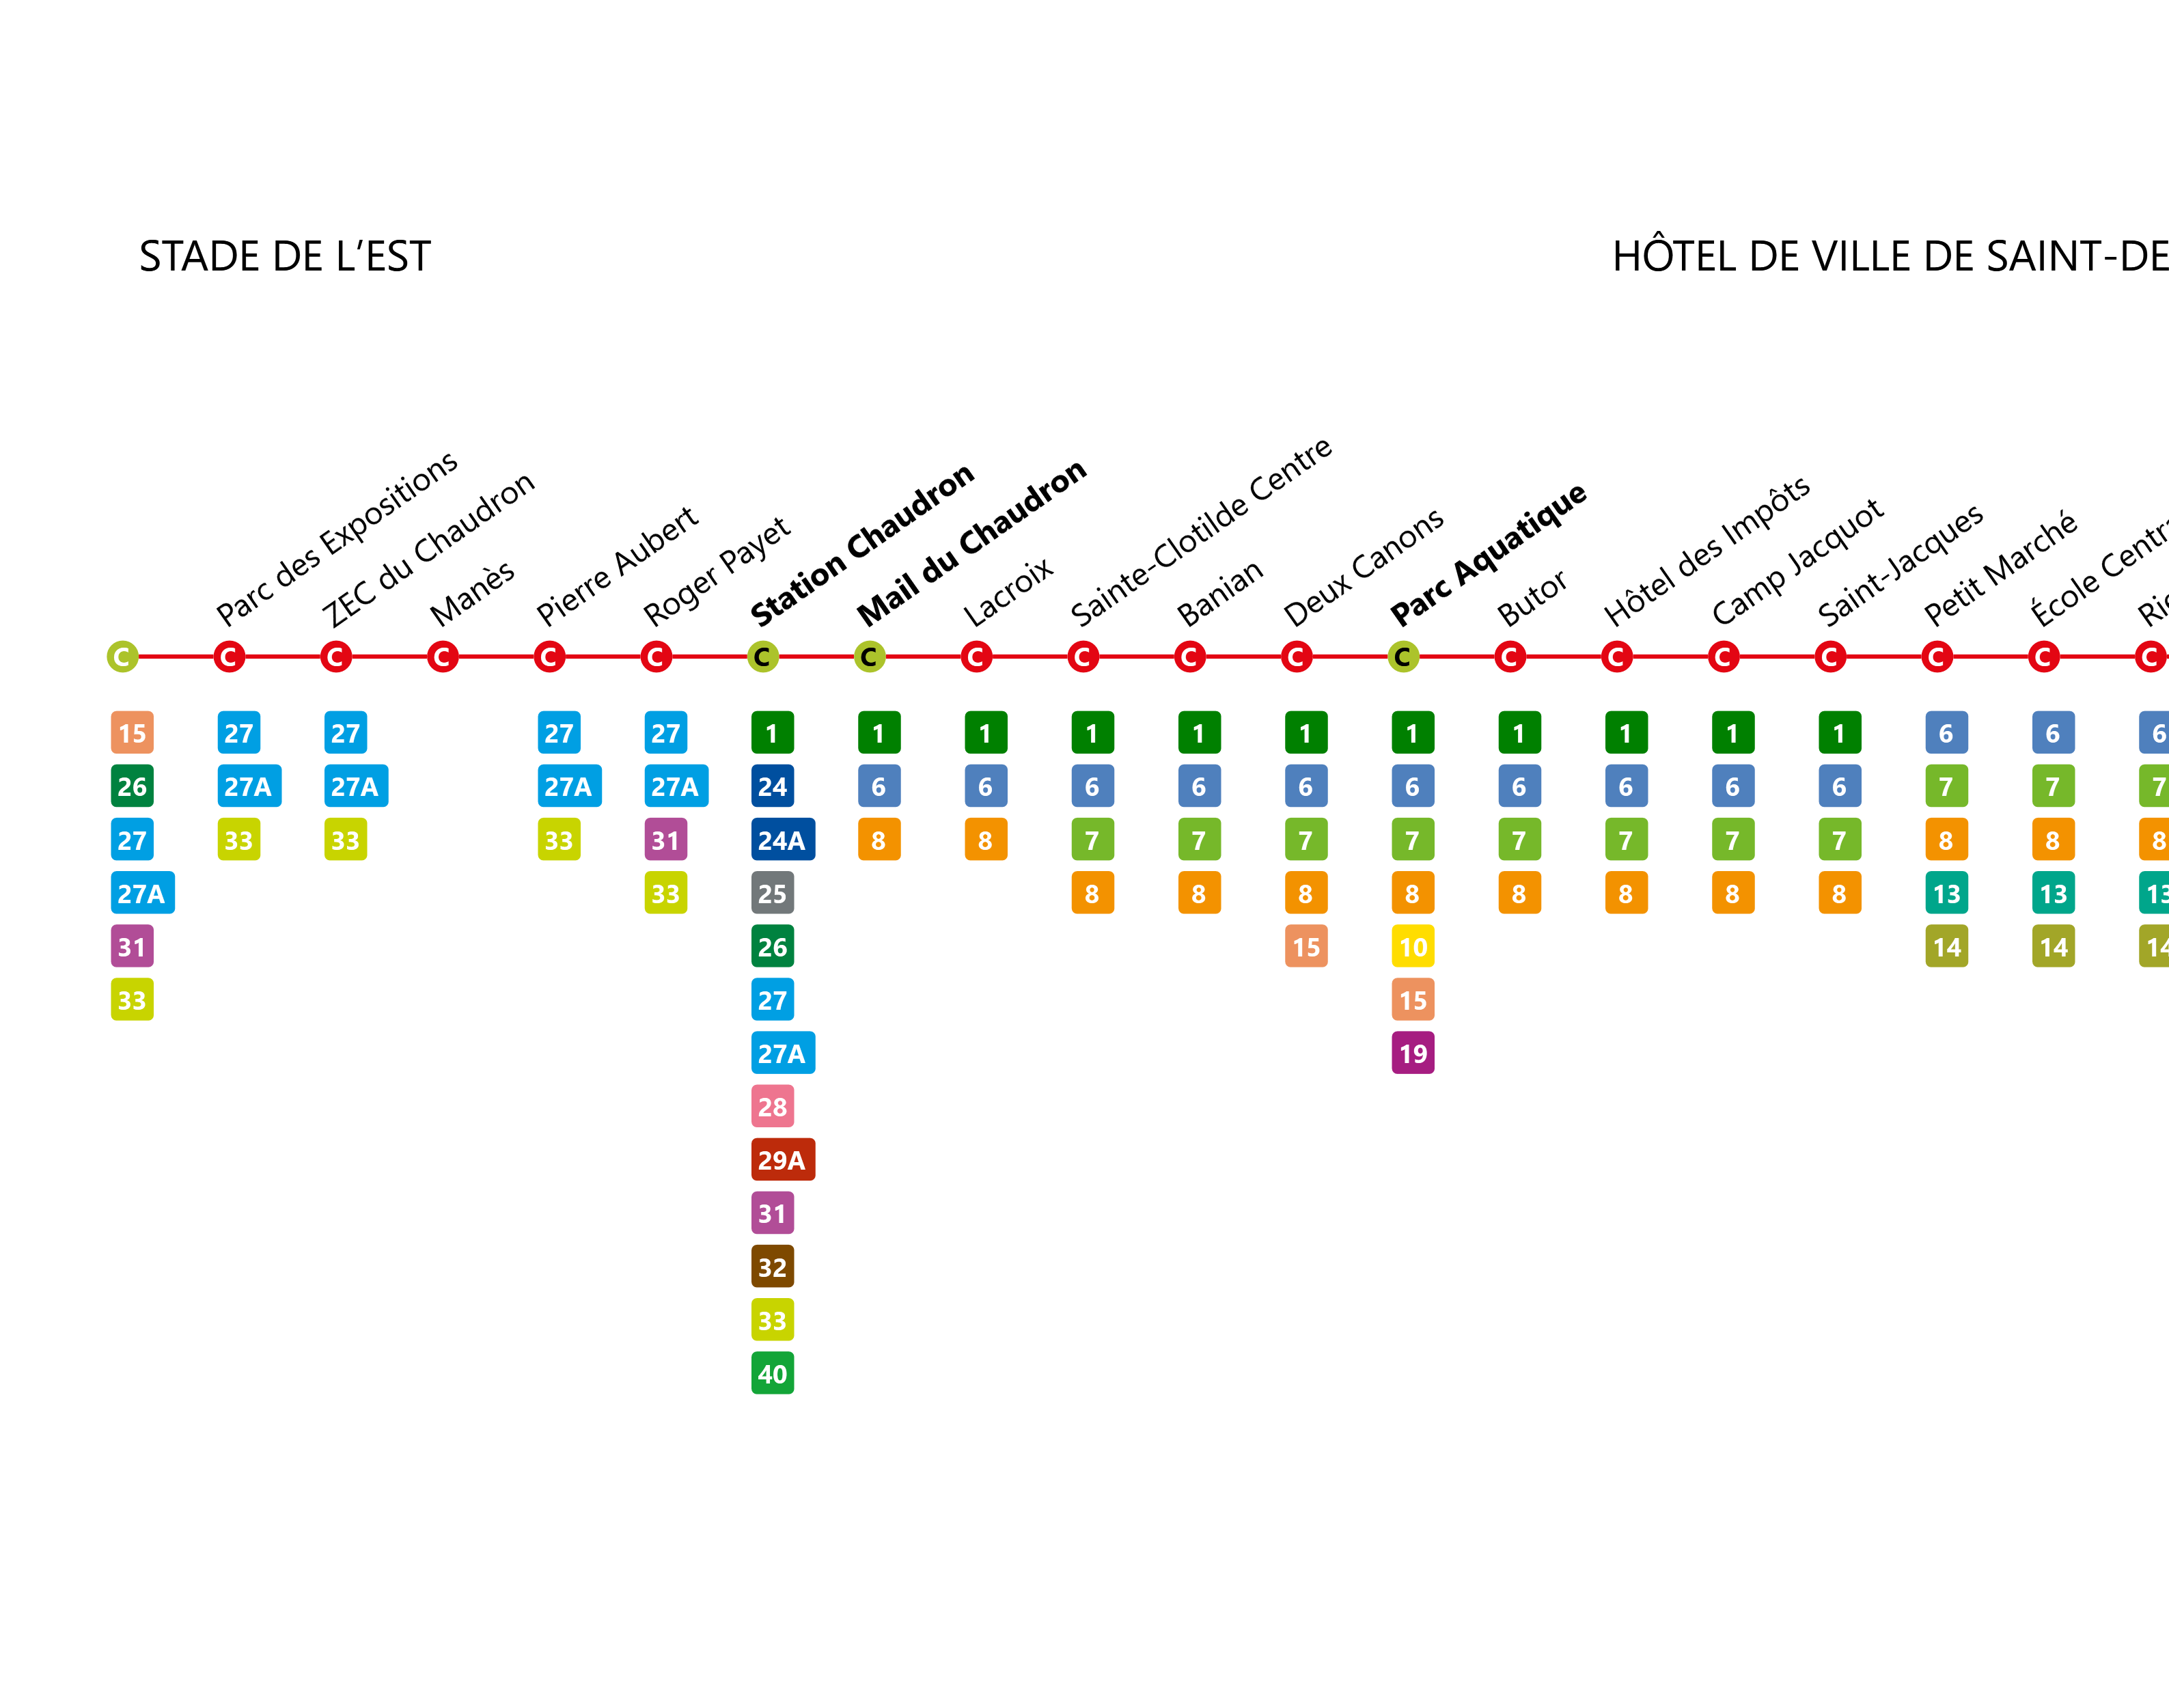 STADE DE L’EST
HÔTEL DE VILLE DE SAINT-DE
Parc des Expositions
ZEC du Chaudron
Manès
Pierre Aubert
Roger Payet
Station Chaudron
Mail du Chaudron
Lacroix
Sainte-Clotilde Centre
Banian
Deux Canons
Parc Aquatique
Butor
Hôtel des Impôts
Camp Jacquot
Saint-Jacques
Petit Marché
École Centra
C C C C C C C C C C C C C C C C C C C C
15 27 27 27 27 1 1 1 1 1 1 1 1 1 1 1 6 6 6
26 27A 27A 27A 27A 24 6 6 6 6 6 6 6 6 6 6 7 7 7
27 33 33 33 31 24A 8 8 7 7 7 7 7 7 7 7 8 8 8
27A 33 25 8 8 8 8 8 8 8 8 13 13 13
31 26 15 10 14 14 14
33 27 15
27A 19
28
29A
31
32
33
40